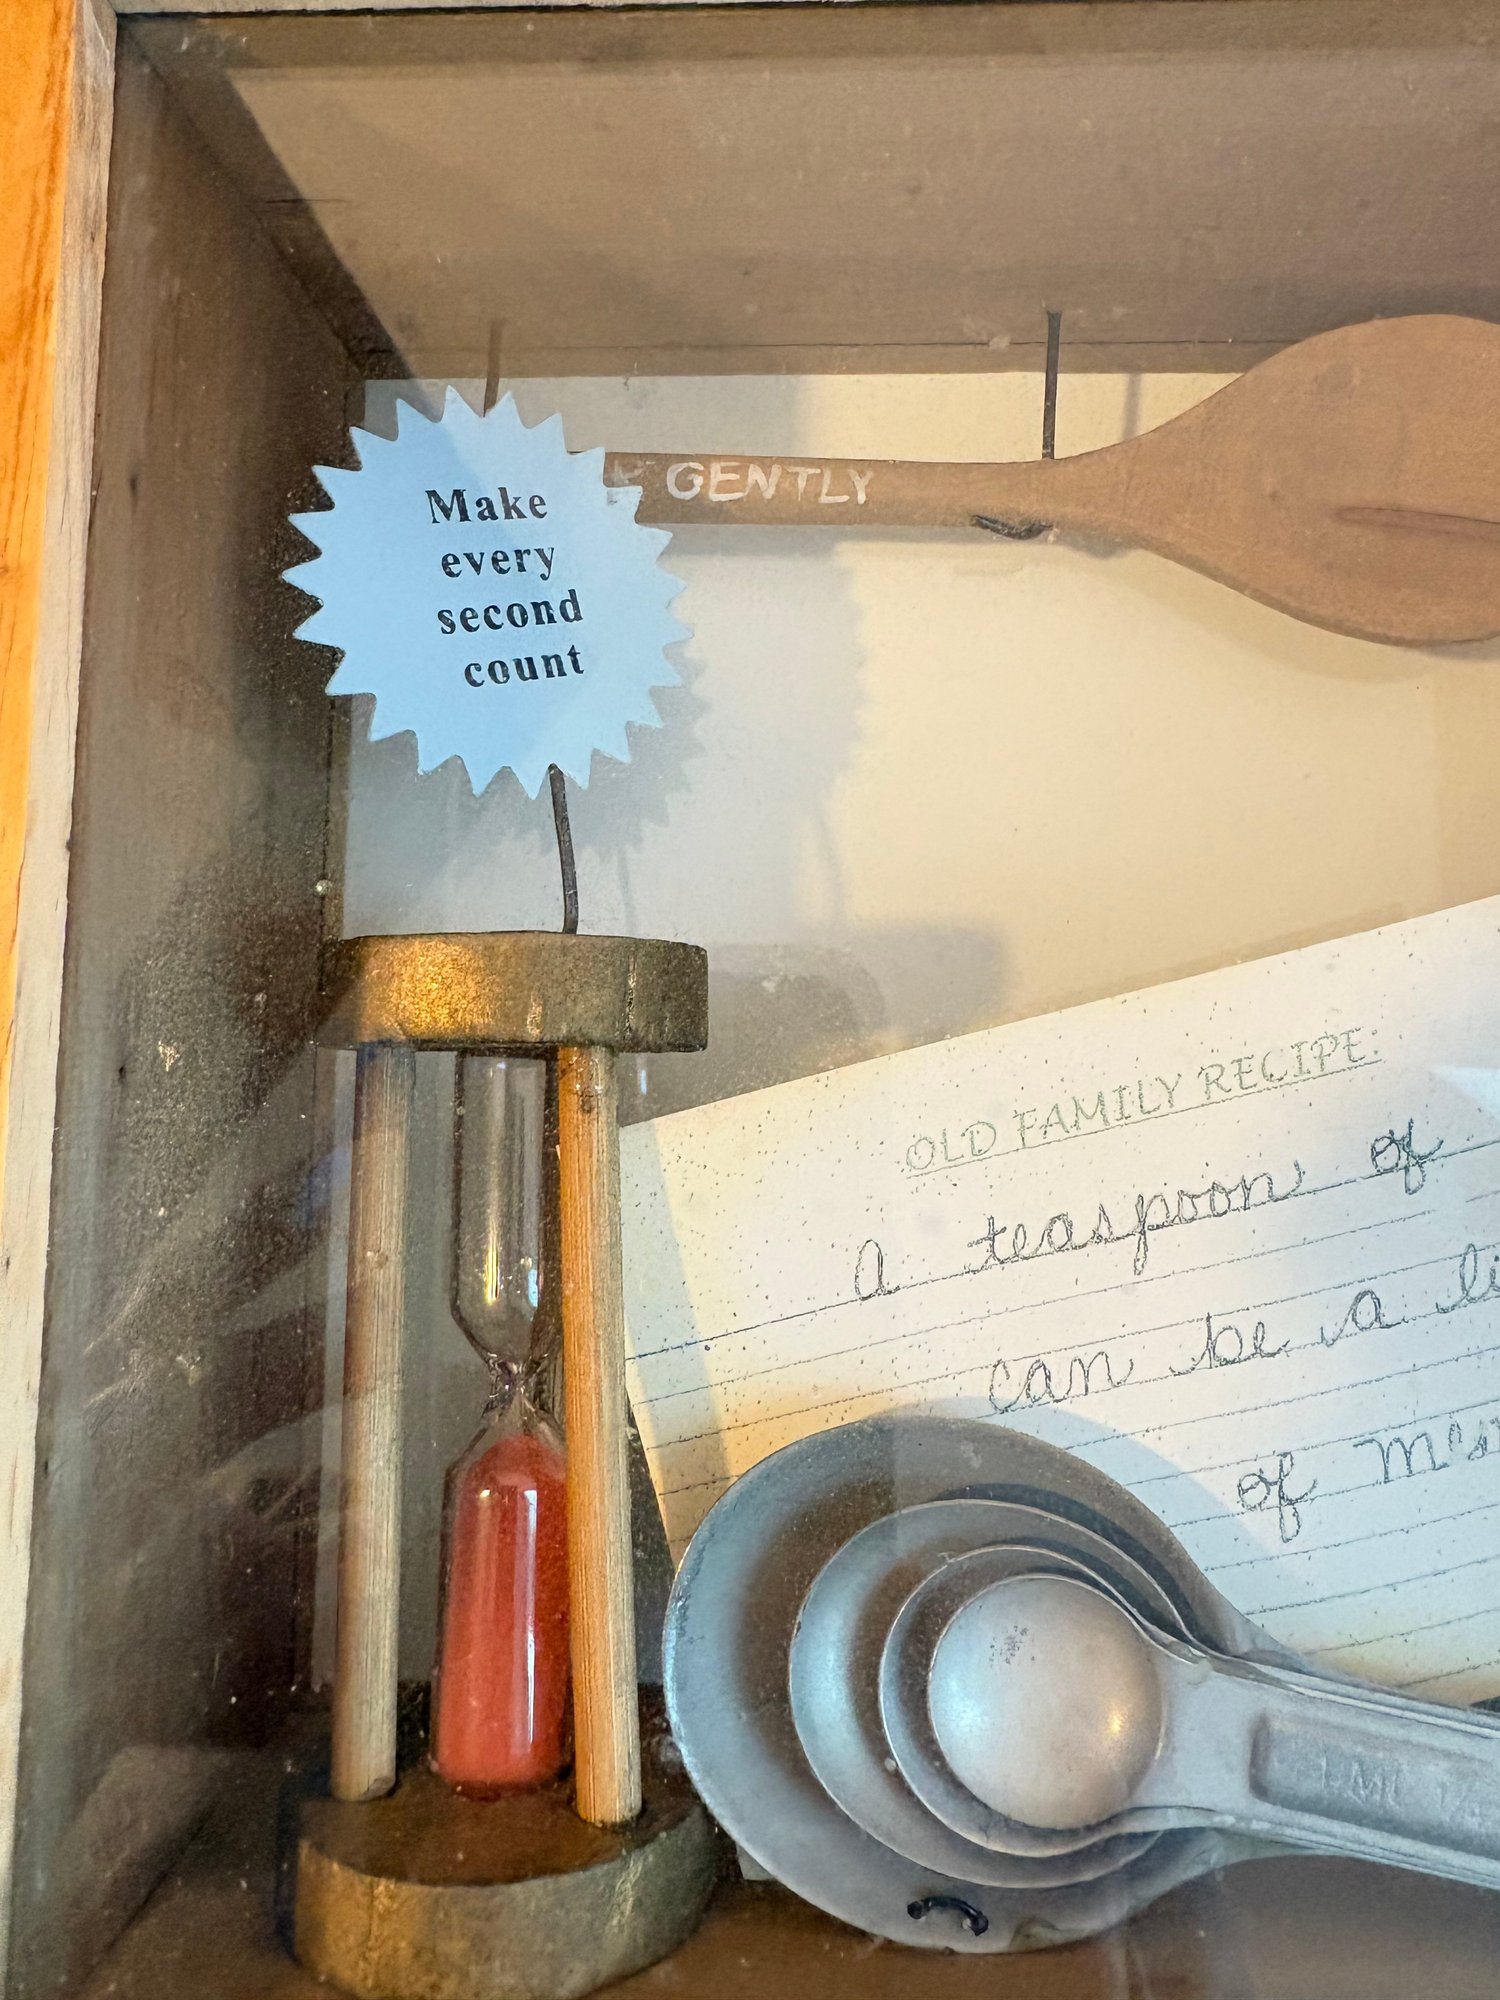 Make
every
second
count
GENTLY
OLD FAMILY RECIPE:
A teaspoon of
can be a
of